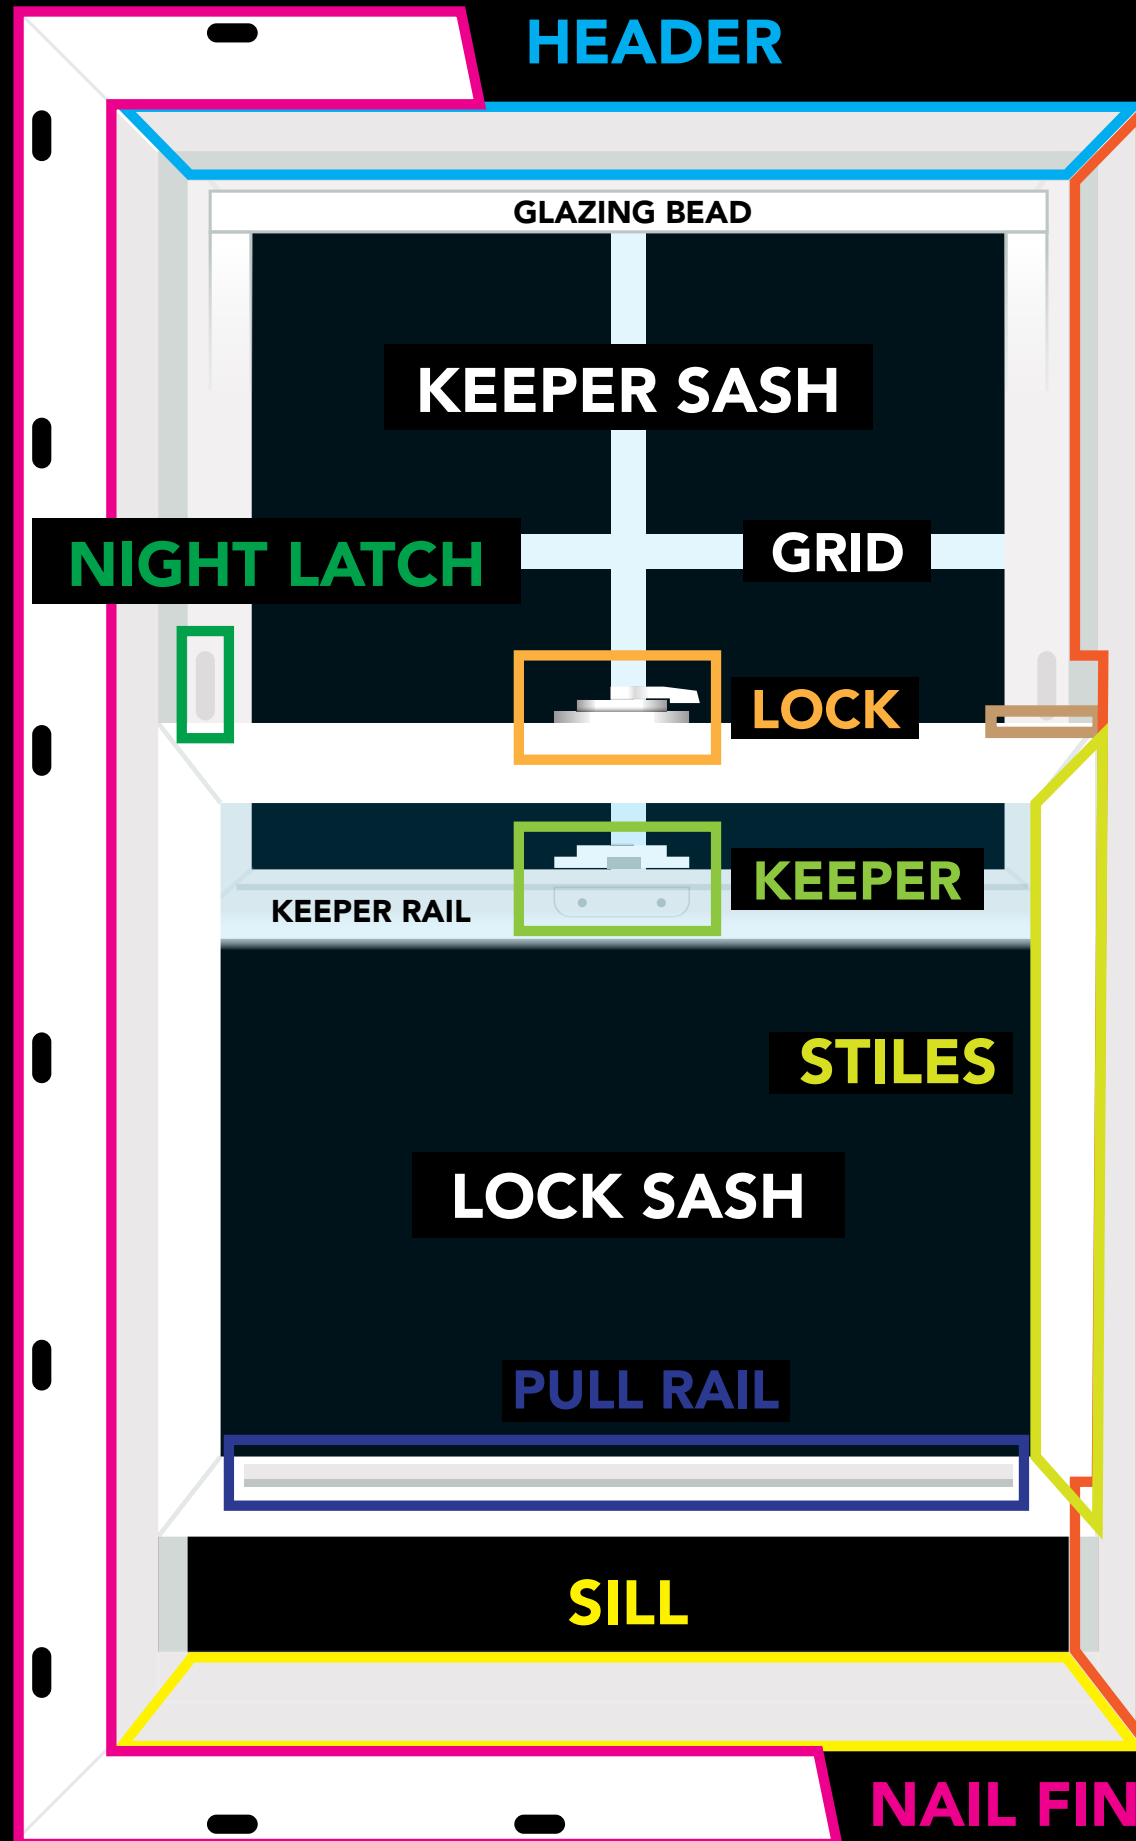 HEADER
GLAZING BEAD
KEEPER SASH
NIGHT LATCH
GRID
LOCK
KEEPER
KEEPER RAIL
STILES
LOCK SASH
PULL RAIL
SILL
NAIL FIN